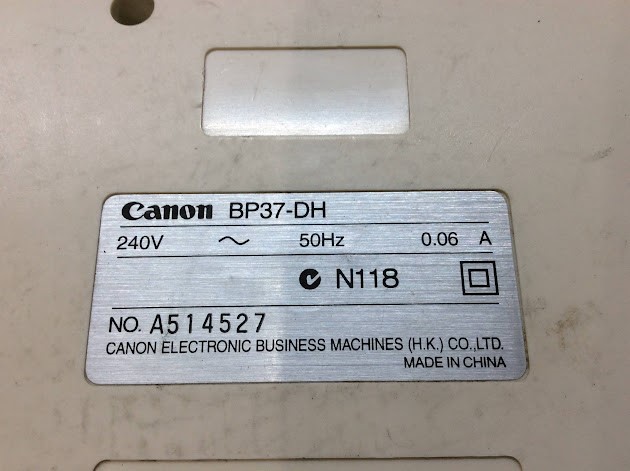 Canon BP37-DH
240V ~ 50Hz 0.06 A
N118
NO. A514527
CANON ELECTRONIC BUSINESS MACHINES (H.K.) CO., LTD.
MADE IN CHINA